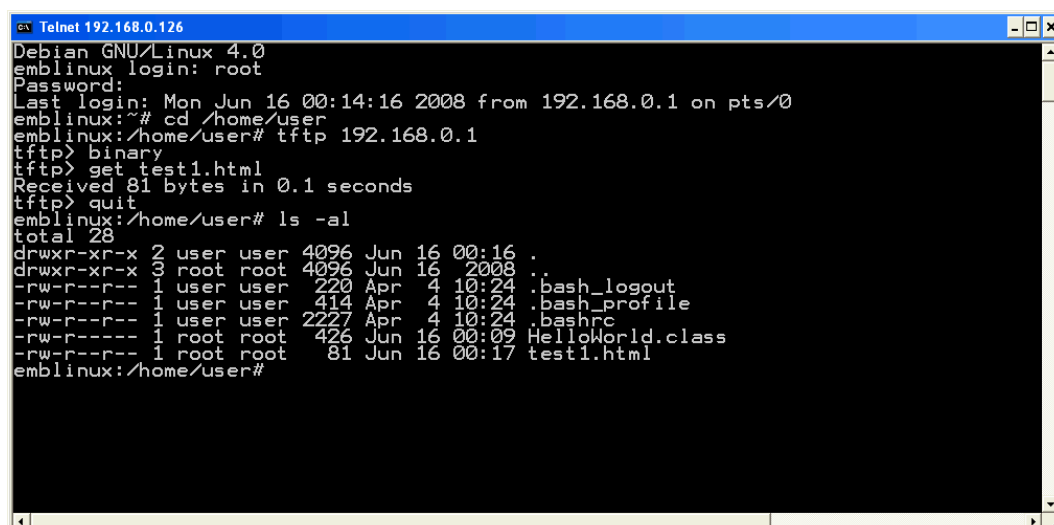 Telnet 192.168.0.126
Debian GNU/Linux 4.0
emblinux login: root
Password:
Last login: Mon Jun 16 00:14:16 2008 from 192.168.0.1 on pts/0
emblinux:~# cd /home/user
emblinux:/home/user# tftp 192.168.0.1
tftp> binary
tftp> get test1.html
Received 81 bytes in 0.1 seconds
tftp> quit
emblinux:/home/user# ls -al
total 28
drwxr-xr-x 2 user user 4096 Jun 16 00:16 .
drwxr-xr-x 3 root root 4096 Jun 16  2008 ..
-rw-r--r-- 1 user user  220 Apr  4 10:24 .bash_logout
-rw-r--r-- 1 user user  414 Apr  4 10:24 .bash_profile
-rw-r--r-- 1 user user 2227 Apr  4 10:24 .bashrc
-rw-r----- 1 root root  426 Jun 16 00:09 HelloWorld.class
-rw-r--r-- 1 root root   81 Jun 16 00:17 test1.html
emblinux:/home/user#